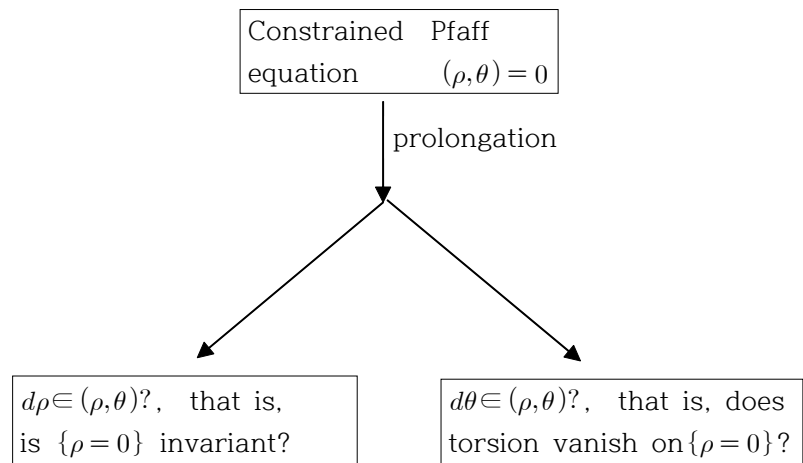 Constrained Pfaff
equation (ρ,θ)=0
prolongation
dρ∈(ρ,θ)?, that is,
is {ρ=0} invariant?
dθ∈(ρ,θ)?, that is, does
torsion vanish on{ρ=0}?